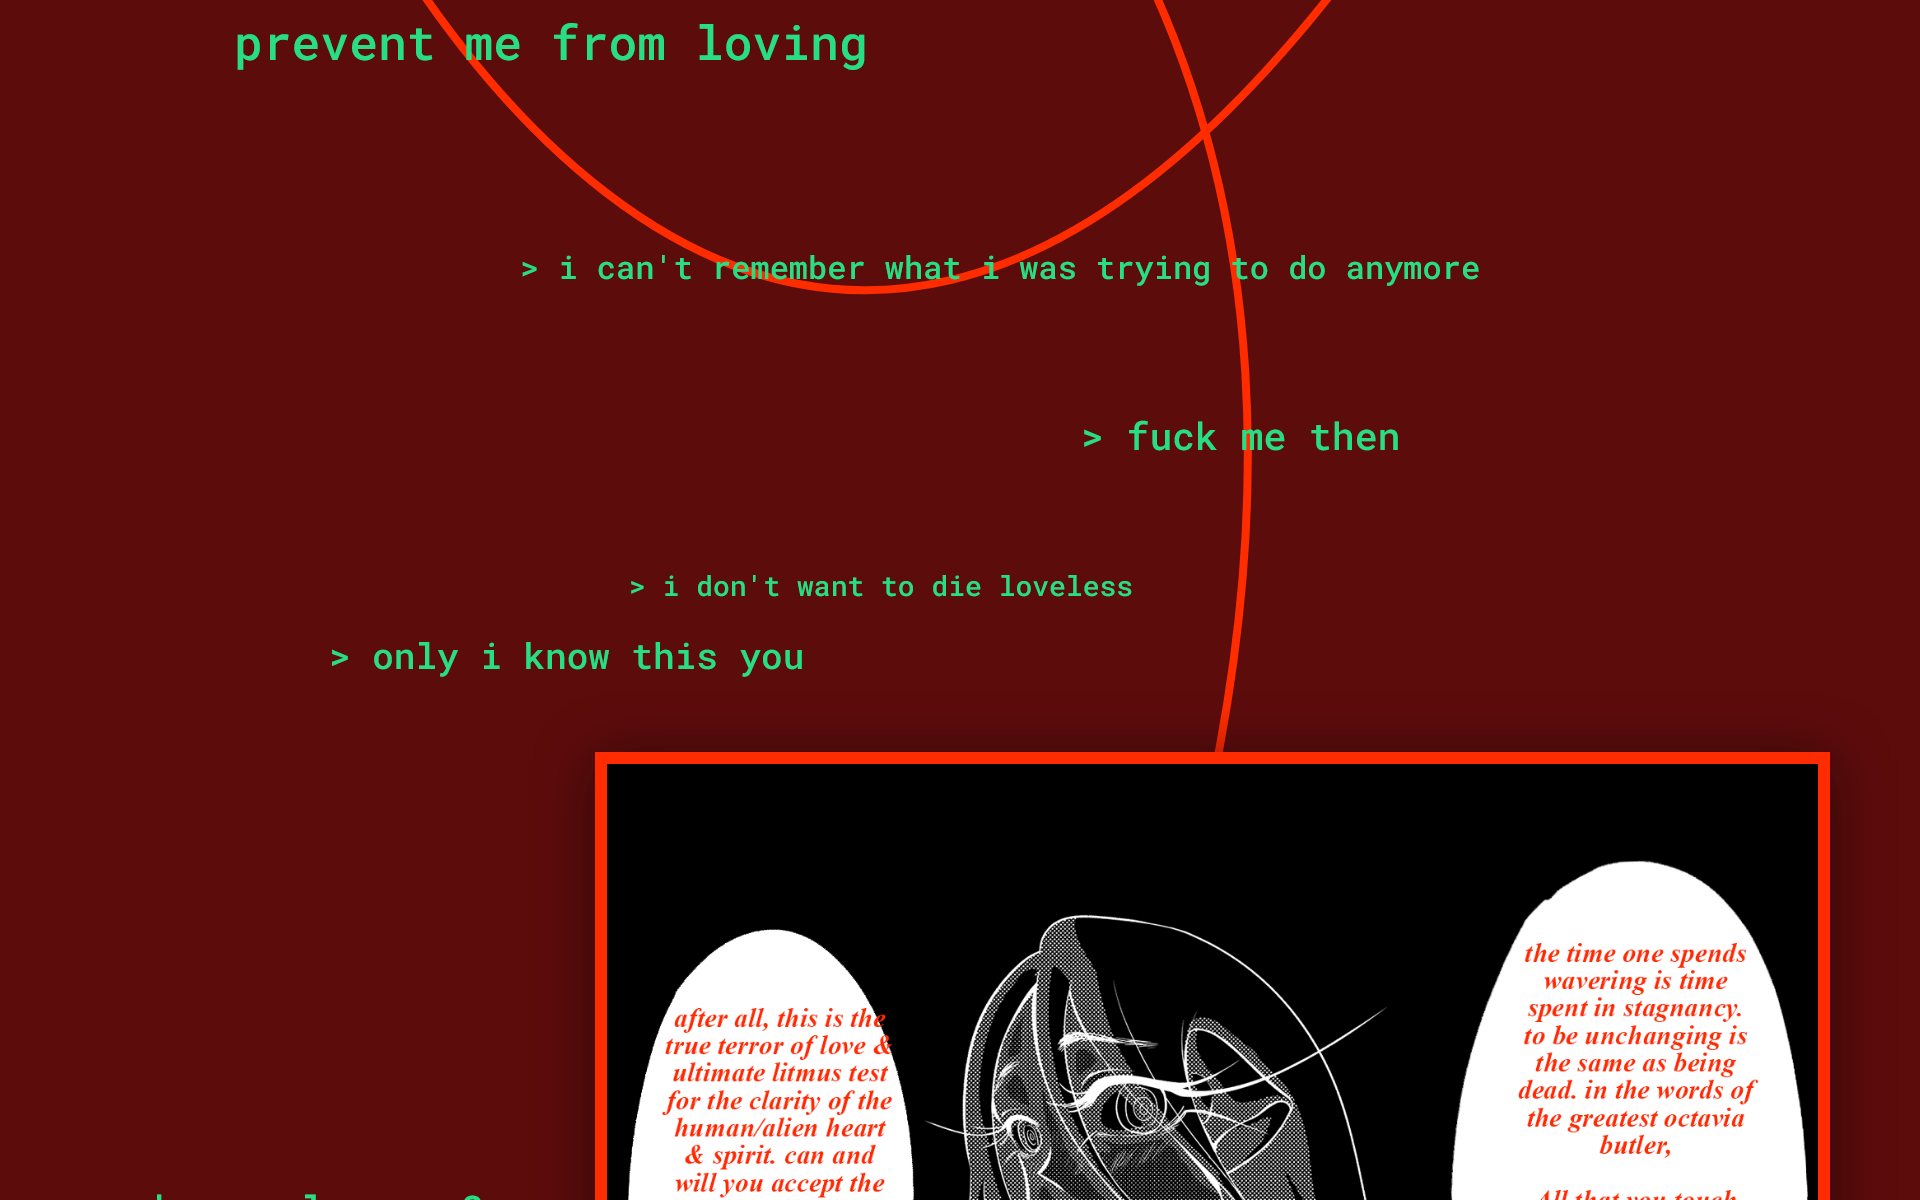 prevent me from loving
> i can't remember what i was trying to do anymore
> fuck me then
> i don't want to die loveless
> only i know this you
after all, this is the
true terror of love &
ultimate litmus test
for the clarity of the
human/alien heart
& spirit. can and
will you accept the
the time one spends
wavering is time
spent in stagnancy.
to be unchanging is
the same as being
dead. in the words of
the greatest octavia
butler,
All that you touch